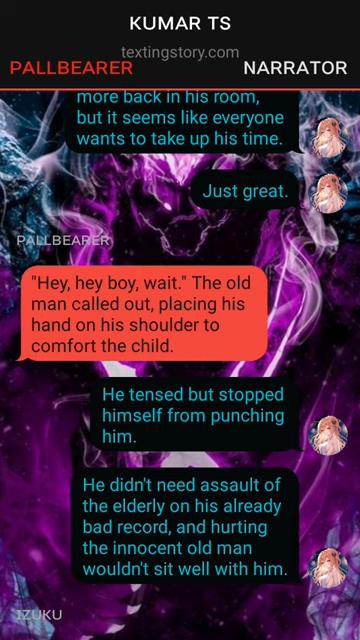 KUMAR TS
textingstory.com
PALLBEARER NARRATOR
more back in his room,
but it seems like everyone
wants to take up his time.
Just great.
PALLBEARER
"Hey, hey boy, wait." The old
man called out, placing his
hand on his shoulder to
comfort the child.
He tensed but stopped
himself from punching
him.
He didn't need assault of
the elderly on his already
bad record, and hurting
the innocent old man
wouldn't sit well with him.
IZUKU